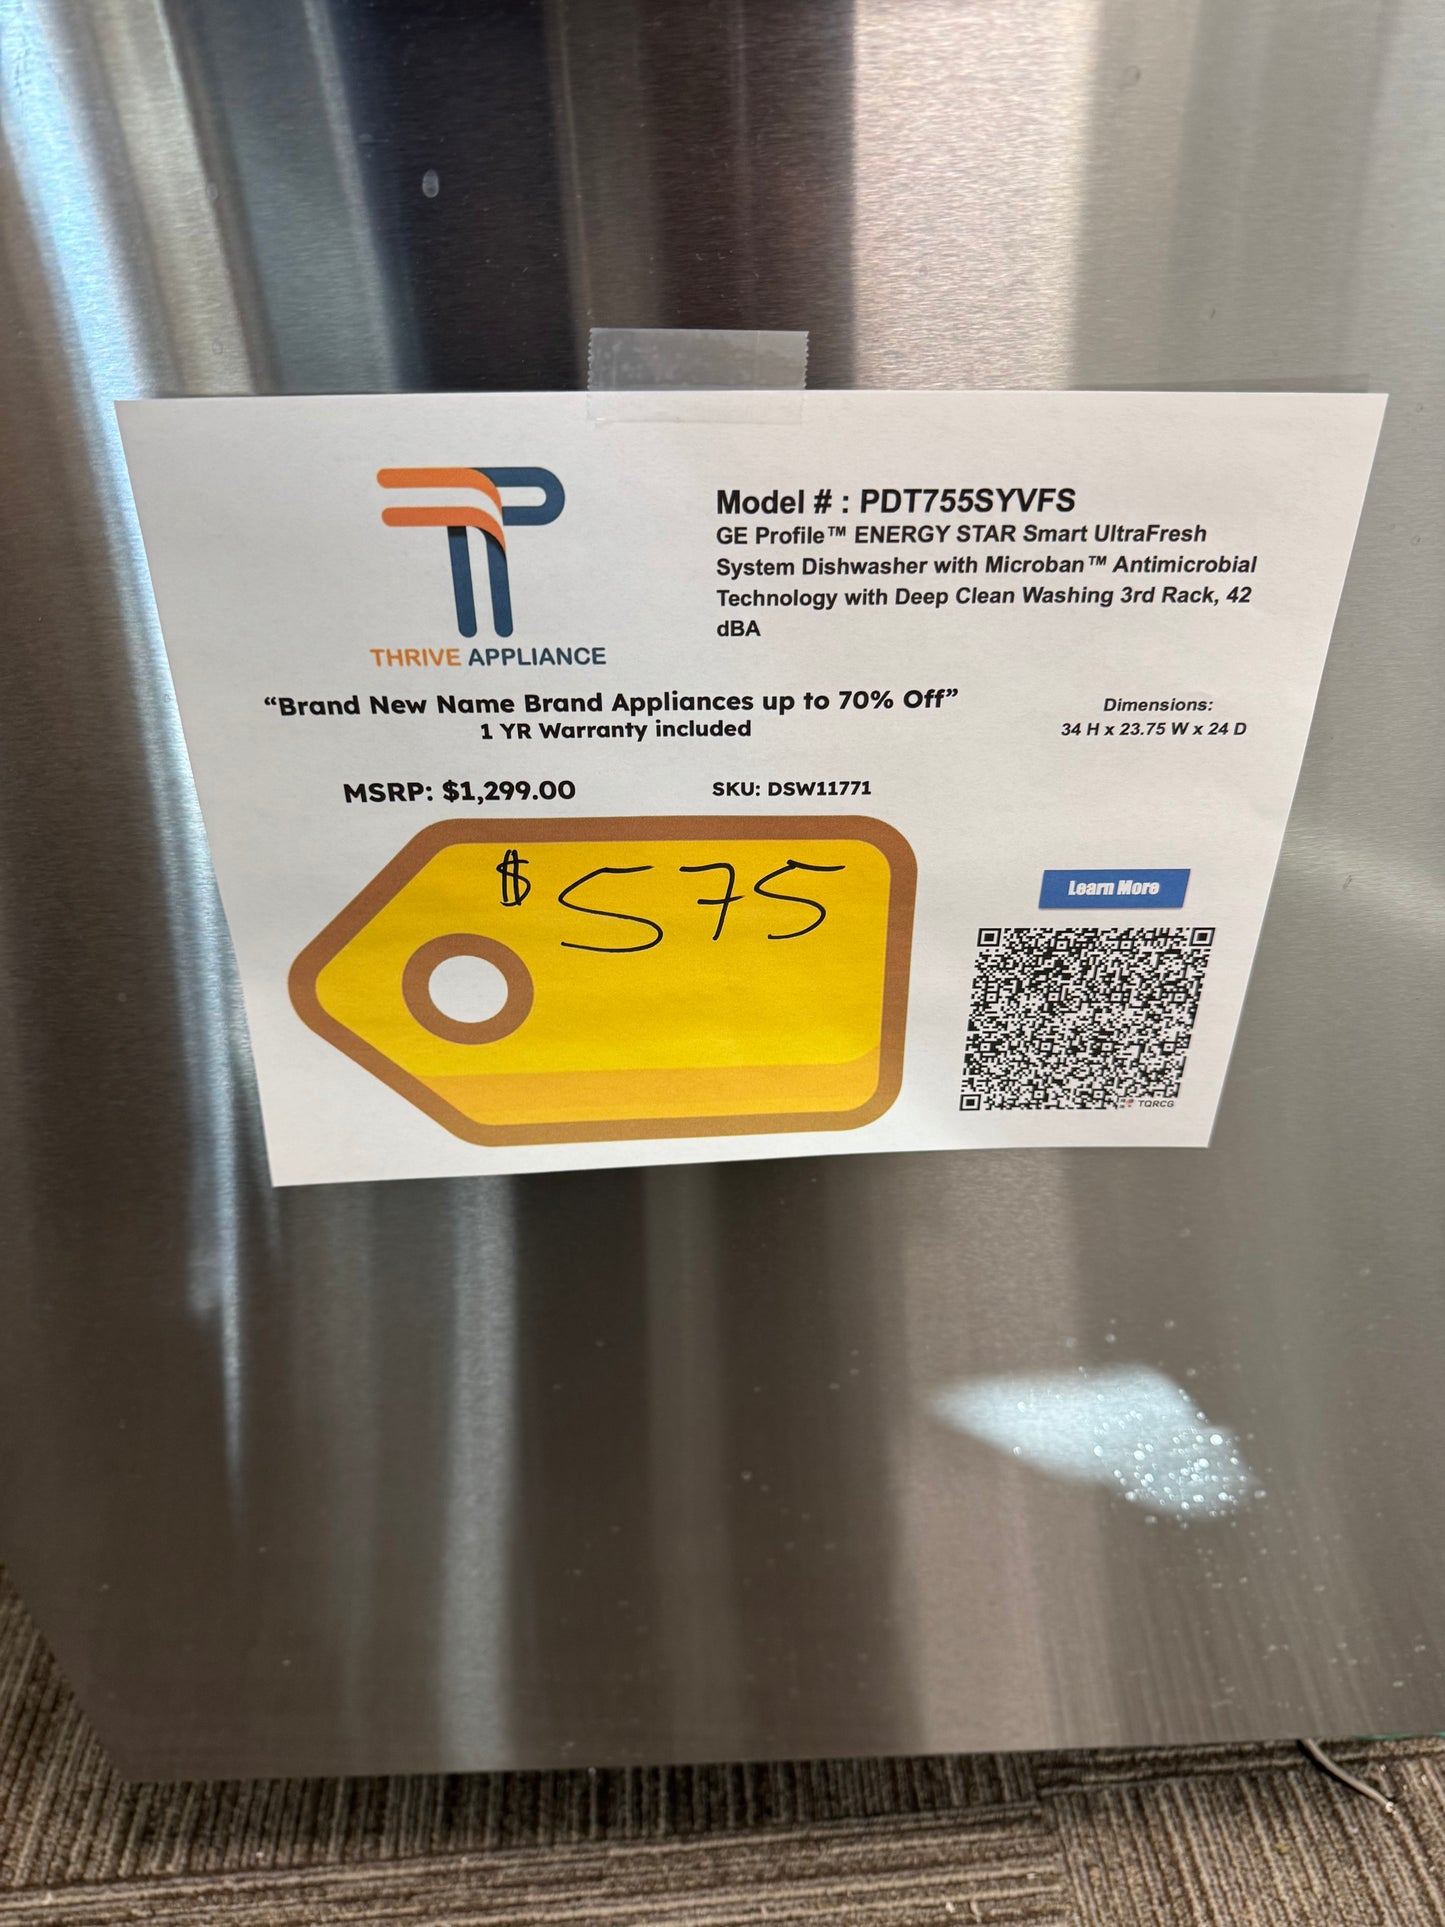 THRIVE APPLIANCE
Model # : PDT755SYVFS
GE Profile™ ENERGY STAR Smart UltraFresh
System Dishwasher with Microban™ Antimicrobial
Technology with Deep Clean Washing 3rd Rack, 42
dBA
“Brand New Name Brand Appliances up to 70% Off”
1 YR Warranty included
Dimensions:
34 H x 23.75 W x 24 D
MSRP: $1,299.00
SKU: DSW11771
$575
Learn More
TQRCG